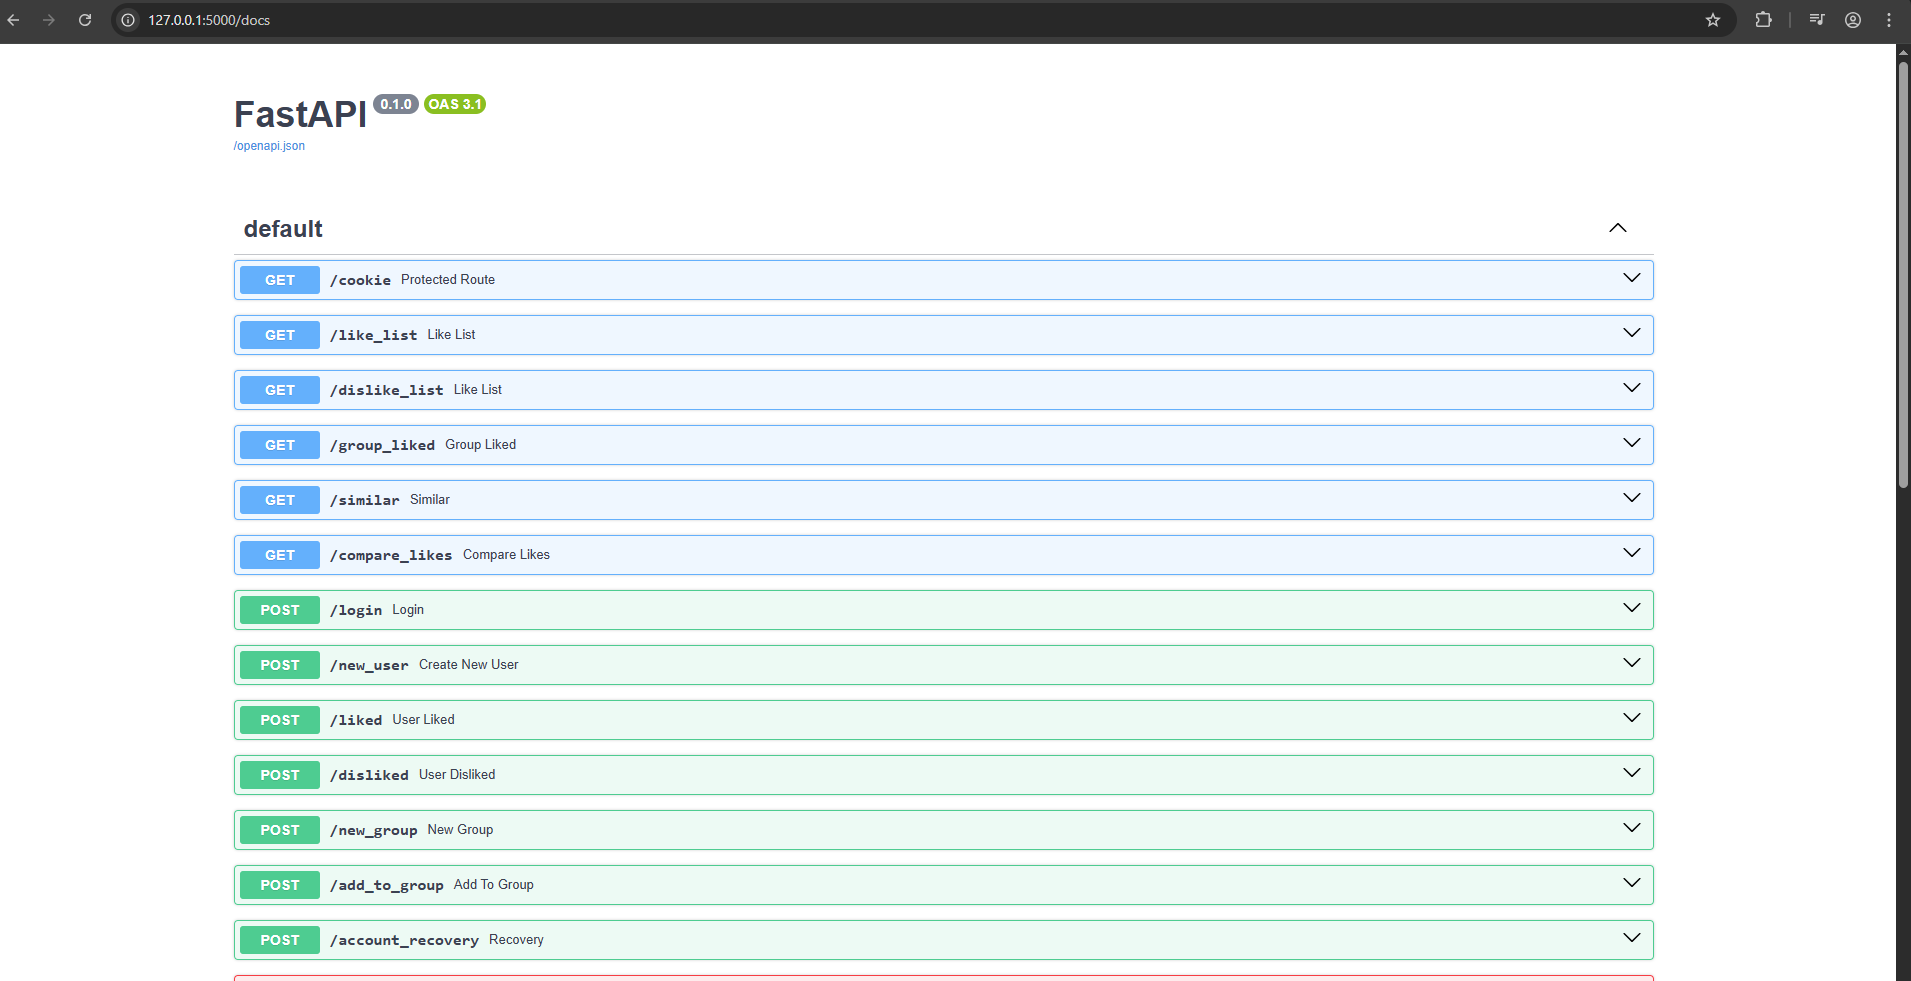 127.0.0.1:5000/docs
FastAPI 0.1.0 OAS 3.1
/openapi.json
default
GET /cookie Protected Route
GET /like_list Like List
GET /dislike_list Like List
GET /group_liked Group Liked
GET /similar Similar
GET /compare_likes Compare Likes
POST /login Login
POST /new_user Create New User
POST /liked User Liked
POST /disliked User Disliked
POST /new_group New Group
POST /add_to_group Add To Group
POST /account_recovery Recovery